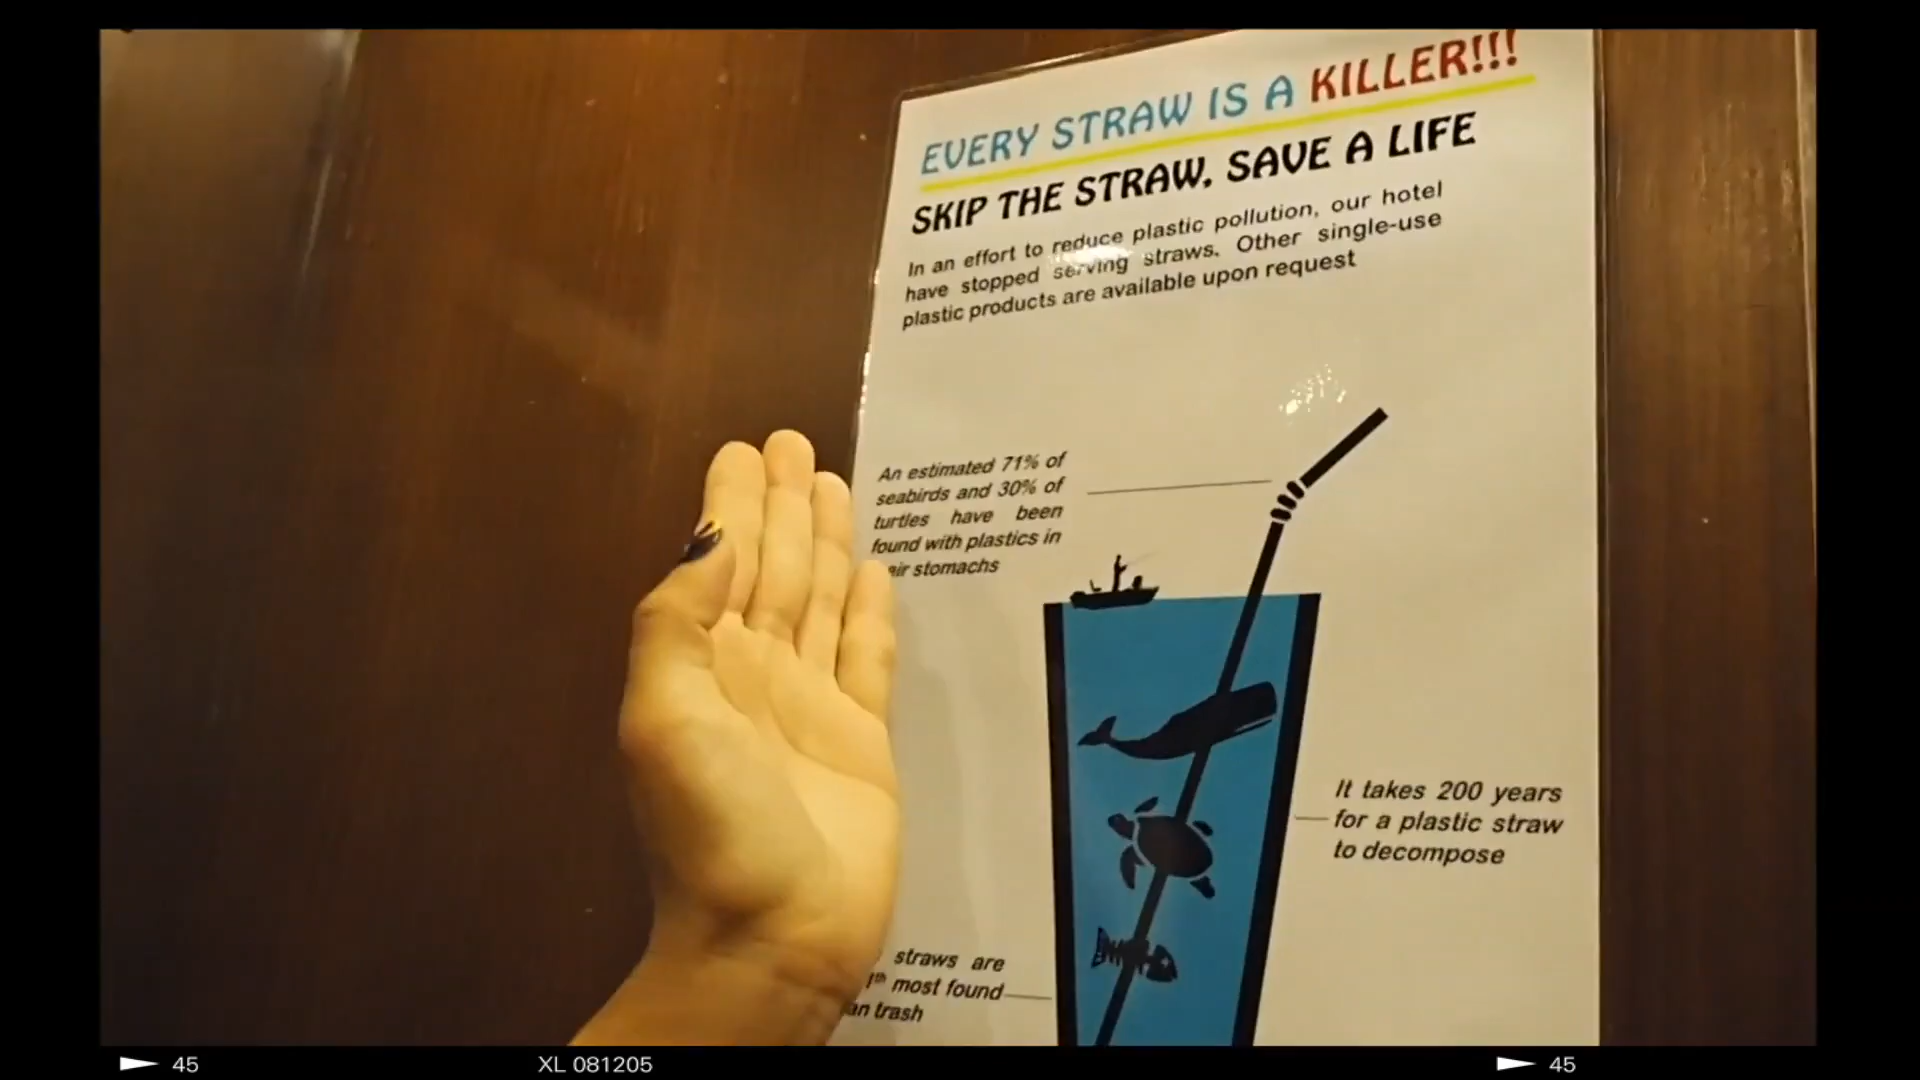 EVERY STRAW IS A KILLER!!!
SKIP THE STRAW, SAVE A LIFE
In an effort to reduce plastic pollution, our hotel
have stopped serving straws. Other single-use
plastic products are available upon request
An estimated 71% of
seabirds and 30% of
turtles have been
found with plastics in
stomachs
It takes 200 years
for a plastic straw
to decompose
straws are
most found
trash
45
XL 081205
45